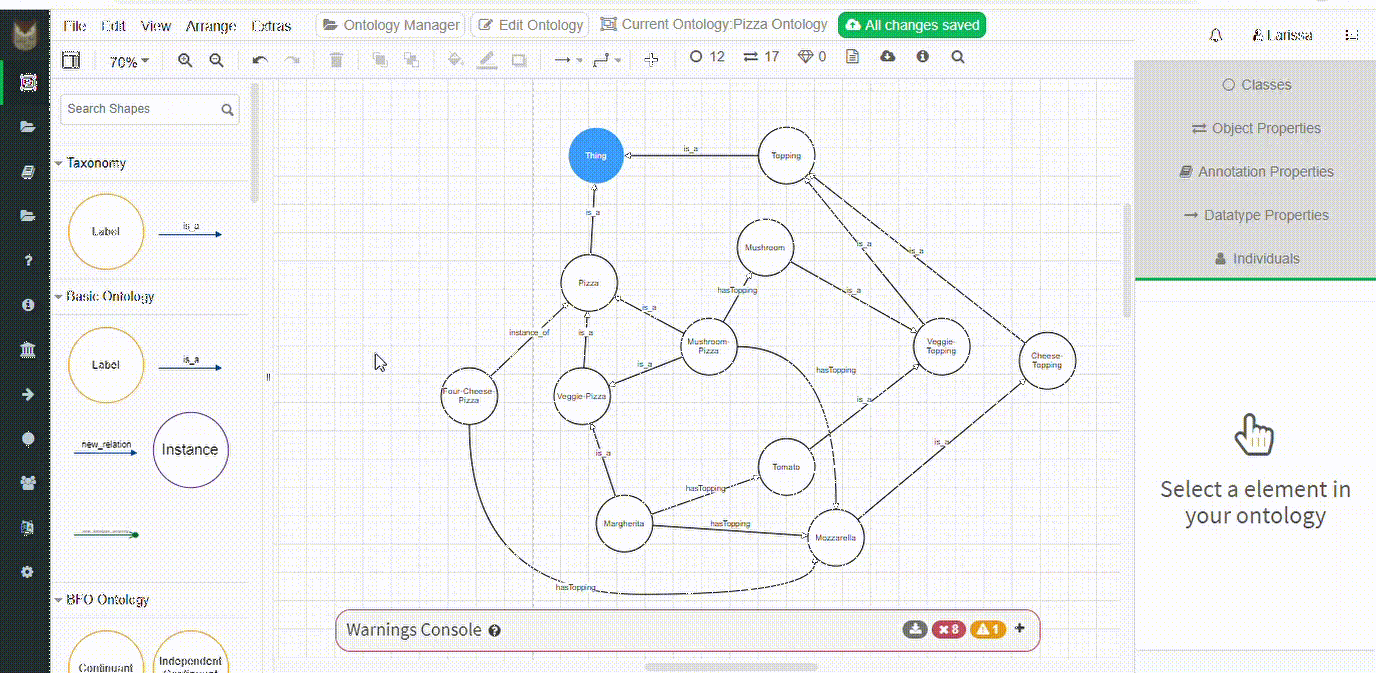 File Edit View Arrange Extras
Ontology Manager
Edit Ontology
Current Ontology:Pizza Ontology
All changes saved
Larissa
70%
12
17
0
Search Shapes
Taxonomy
Label
is_a
Basic Ontology
Label
is_a
new_relation
Instance
BFO Ontology
Continuant
Independent
Thing
is_a
Topping
is_a
Mushroom
is_a
is_a
Pizza
hasTopping
is_a
is_a
instance_of
is_a
Mushroom-
Pizza
Veggie-
Topping
Cheese-
Topping
is_a
hasTopping
Four-Cheese-
Pizza
Veggie-Pizza
is_a
is_a
is_a
Tomato
hasTopping
Margherita
hasTopping
Mozzarella
hasTopping
Warnings Console
8
1
Classes
Object Properties
Annotation Properties
Datatype Properties
Individuals
Select a element in
your ontology